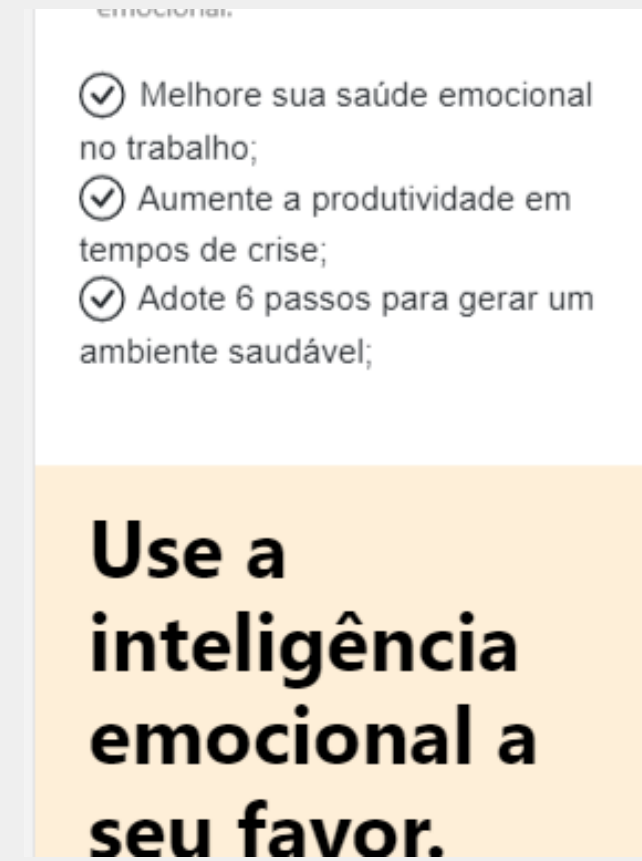 emocional.
Melhore sua saúde emocional
no trabalho;
Aumente a produtividade em
tempos de crise;
Adote 6 passos para gerar um
ambiente saudável;
Use a
inteligência
emocional a
seu favor.